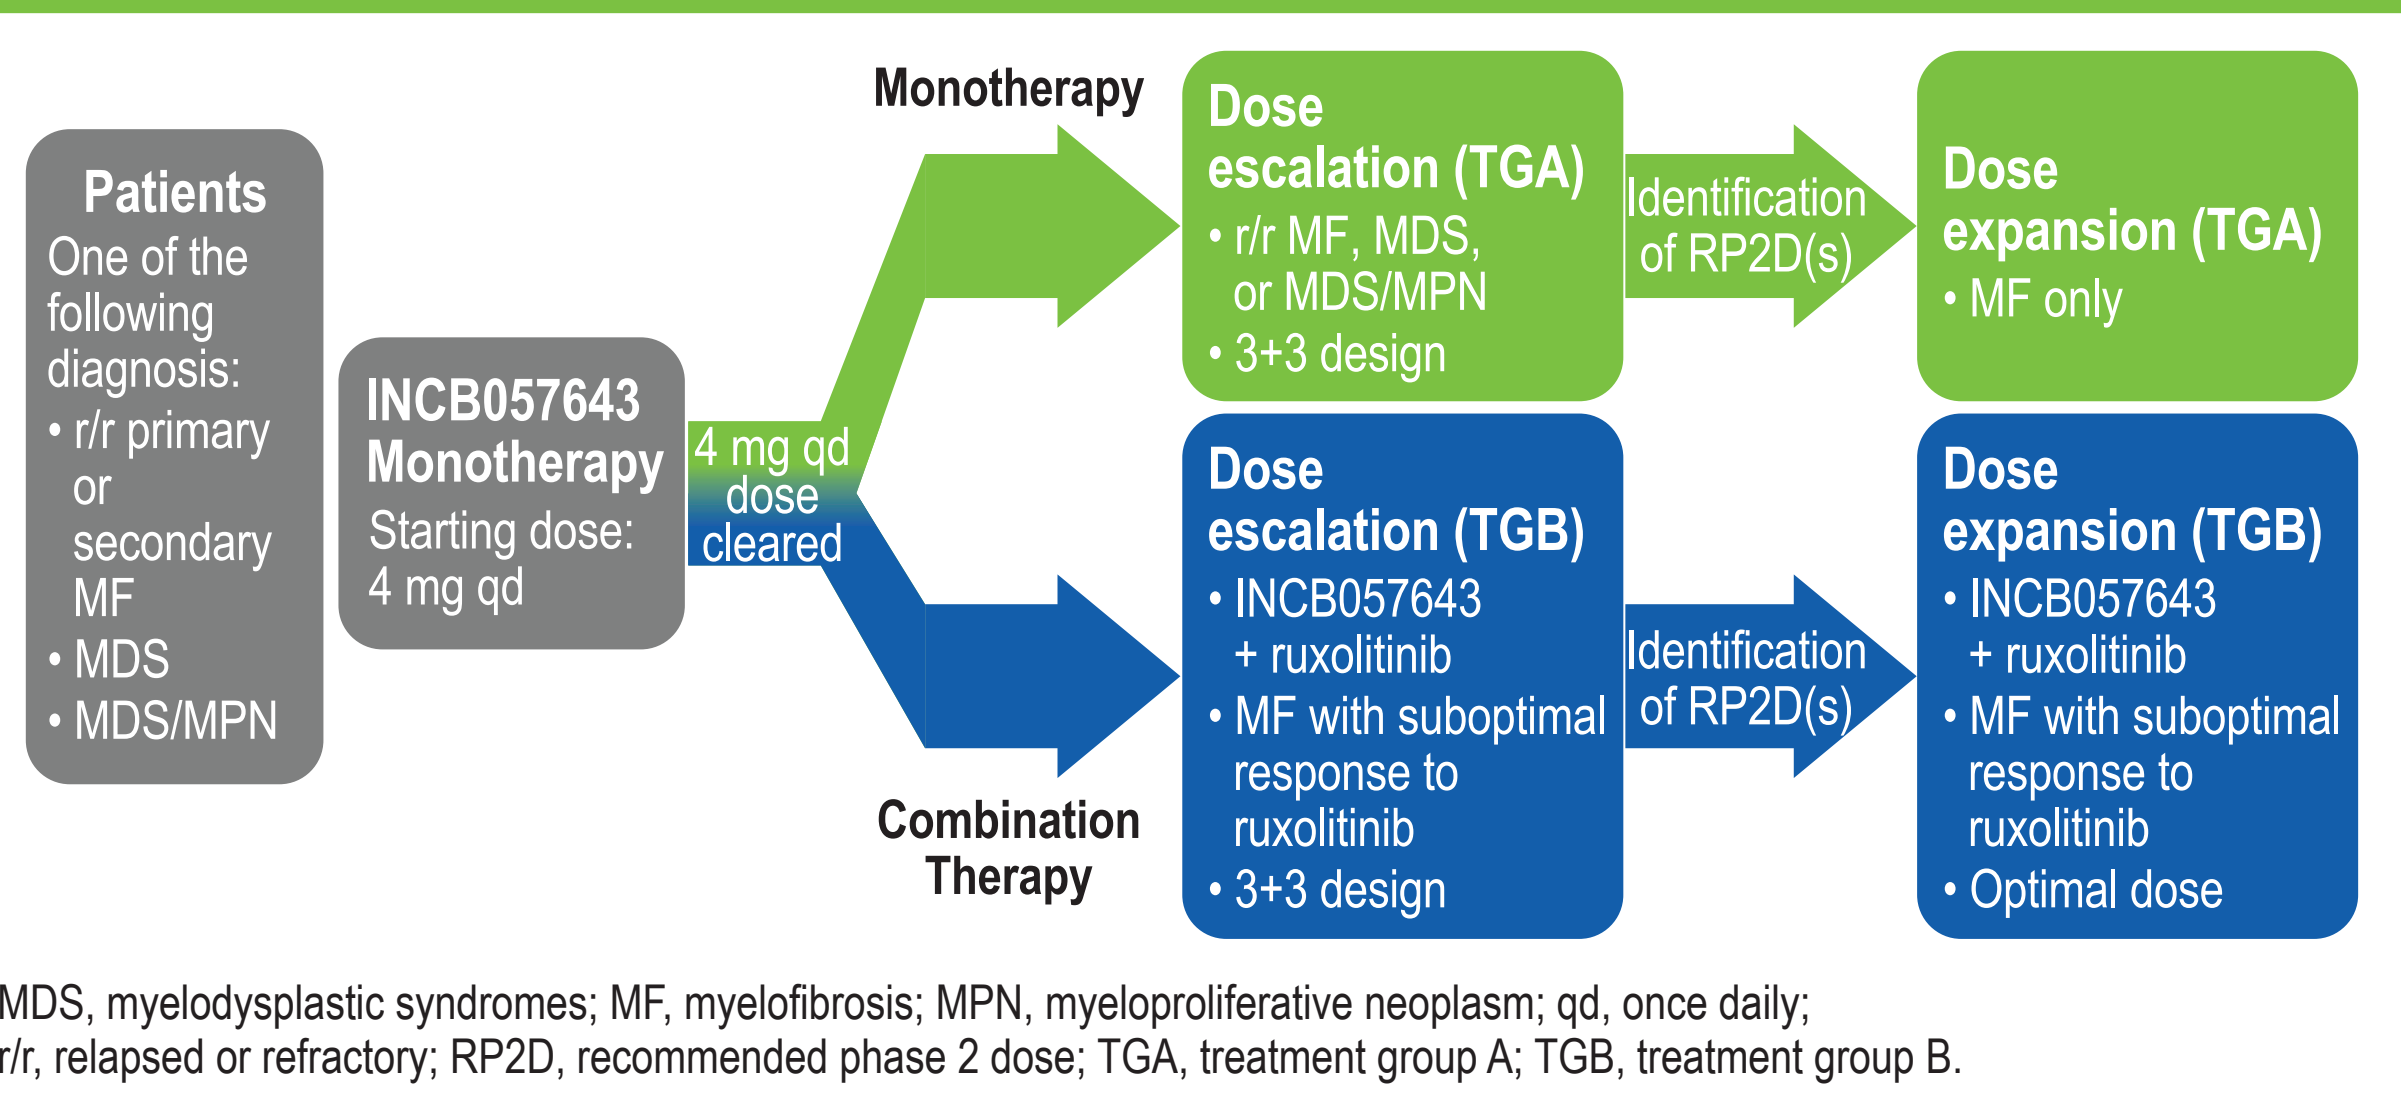 Patients
One of the
following
diagnosis:
• r/r primary
or
secondary
MF
• MDS
• MDS/MPN
INCB057643
Monotherapy
Starting dose:
4 mg qd
4 mg qd
dose
cleared
Monotherapy
Dose
escalation (TGA)
• r/r MF, MDS,
or MDS/MPN
• 3+3 design
Identification
of RP2D(s)
Dose
expansion (TGA)
• MF only
Combination
Therapy
Dose
escalation (TGB)
• INCB057643
+ ruxolitinib
• MF with suboptimal
response to
ruxolitinib
• 3+3 design
Identification
of RP2D(s)
Dose
expansion (TGB)
• INCB057643
+ ruxolitinib
• MF with suboptimal
response to
ruxolitinib
• Optimal dose
MDS, myelodysplastic syndromes; MF, myelofibrosis; MPN, myeloproliferative neoplasm; qd, once daily;
r/r, relapsed or refractory; RP2D, recommended phase 2 dose; TGA, treatment group A; TGB, treatment group B.